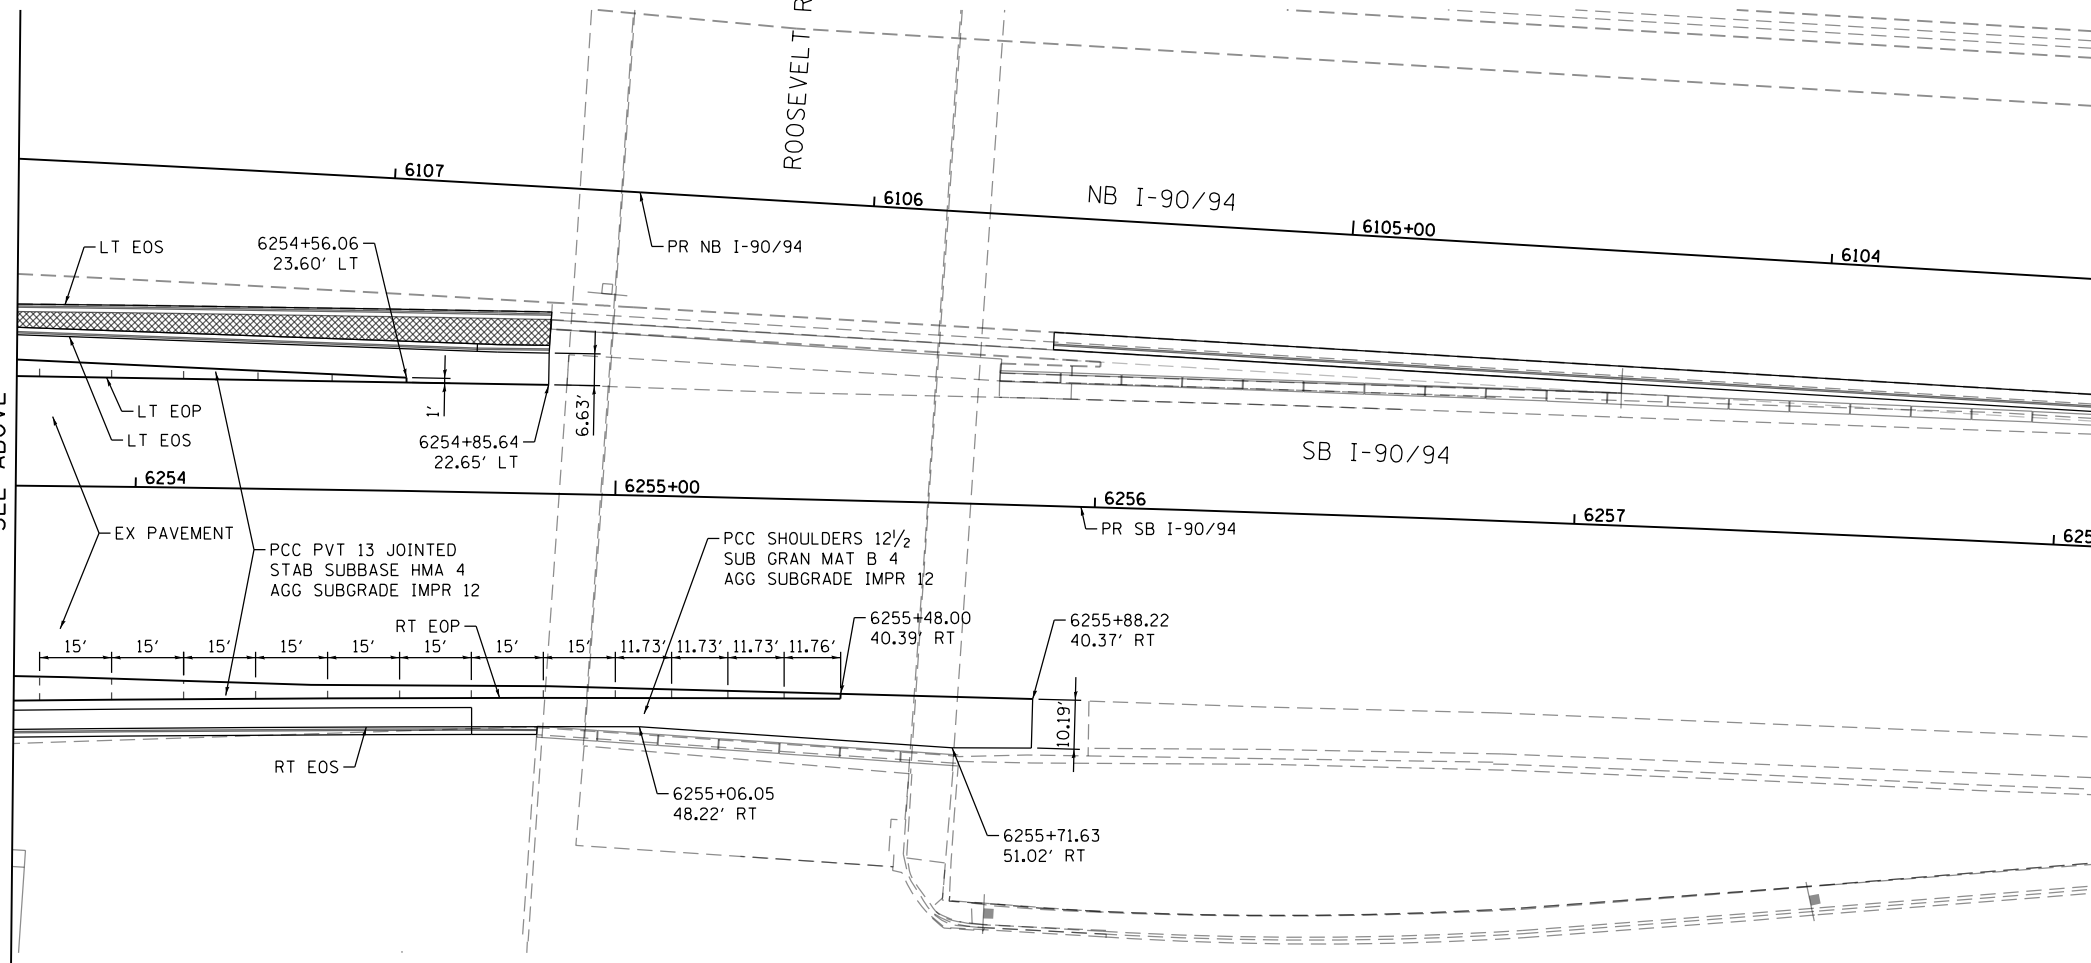 ROOSEVELT R
6107
6106
NB I-90/94
6105+00
6104
LT EOS
6254+56.06
23.60' LT
PR NB I-90/94
LT EOP
LT EOS
1'
6.63'
6254+85.64
22.65' LT
SB I-90/94
SEE ABOVE
6254
6255+00
6256
6257
625
PR SB I-90/94
EX PAVEMENT
PCC PVT 13 JOINTED
STAB SUBBASE HMA 4
AGG SUBGRADE IMPR 12
PCC SHOULDERS 12 1/2
SUB GRAN MAT B 4
AGG SUBGRADE IMPR 12
RT EOP
6255+48.00
40.39' RT
6255+88.22
40.37' RT
15' 15' 15' 15' 15' 15' 15' 15' 11.73' 11.73' 11.73' 11.76'
10.19'
RT EOS
6255+06.05
48.22' RT
6255+71.63
51.02' RT